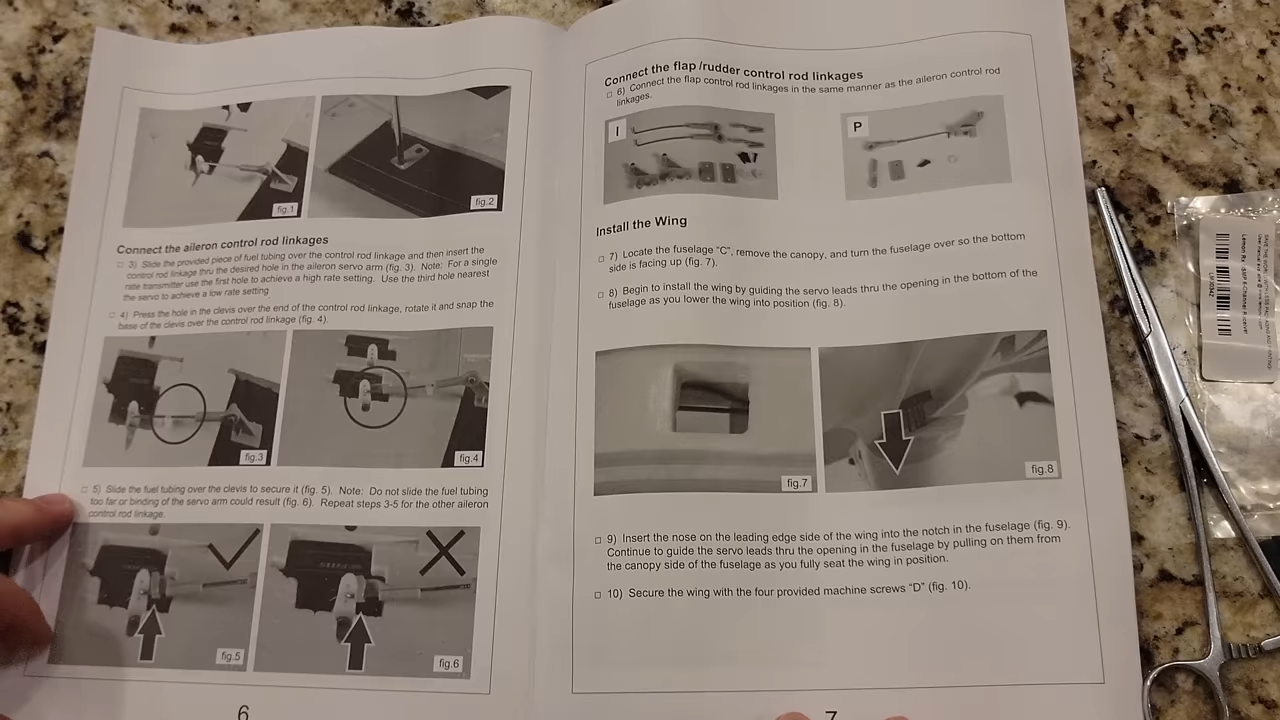 fig.1
fig.2
Connect the aileron control rod linkages
3) Slide the provided piece of fuel tubing over the control rod linkage and then insert the
control rod linkage thru the desired hole in the aileron servo arm (fig. 3). Note: For a single
rate transmitter use the first hole to achieve a high rate setting. Use the third hole nearest
the servo to achieve a low rate setting
4) Press the hole in the clevis over the end of the control rod linkage, rotate it and snap the
base of the clevis over the control rod linkage (fig. 4).
fig.3
fig.4
5) Slide the fuel tubing over the clevis to secure it (fig. 5). Note: Do not slide the fuel tubing
too far or binding of the servo arm could result (fig. 6). Repeat steps 3-5 for the other aileron
control rod linkage.
fig.5
fig.6
6
Connect the flap /rudder control rod linkages
6) Connect the flap control rod linkages in the same manner as the aileron control rod
linkages.
I
P
Install the Wing
7) Locate the fuselage "C", remove the canopy, and turn the fuselage over so the bottom
side is facing up (fig. 7).
8) Begin to install the wing by guiding the servo leads thru the opening in the bottom of the
fuselage as you lower the wing into position (fig. 8).
fig.7
fig.8
9) Insert the nose on the leading edge side of the wing into the notch in the fuselage (fig. 9).
Continue to guide the servo leads thru the opening in the fuselage by pulling on them from
the canopy side of the fuselage as you fully seat the wing in position.
10) Secure the wing with the four provided machine screws "D" (fig. 10).
7